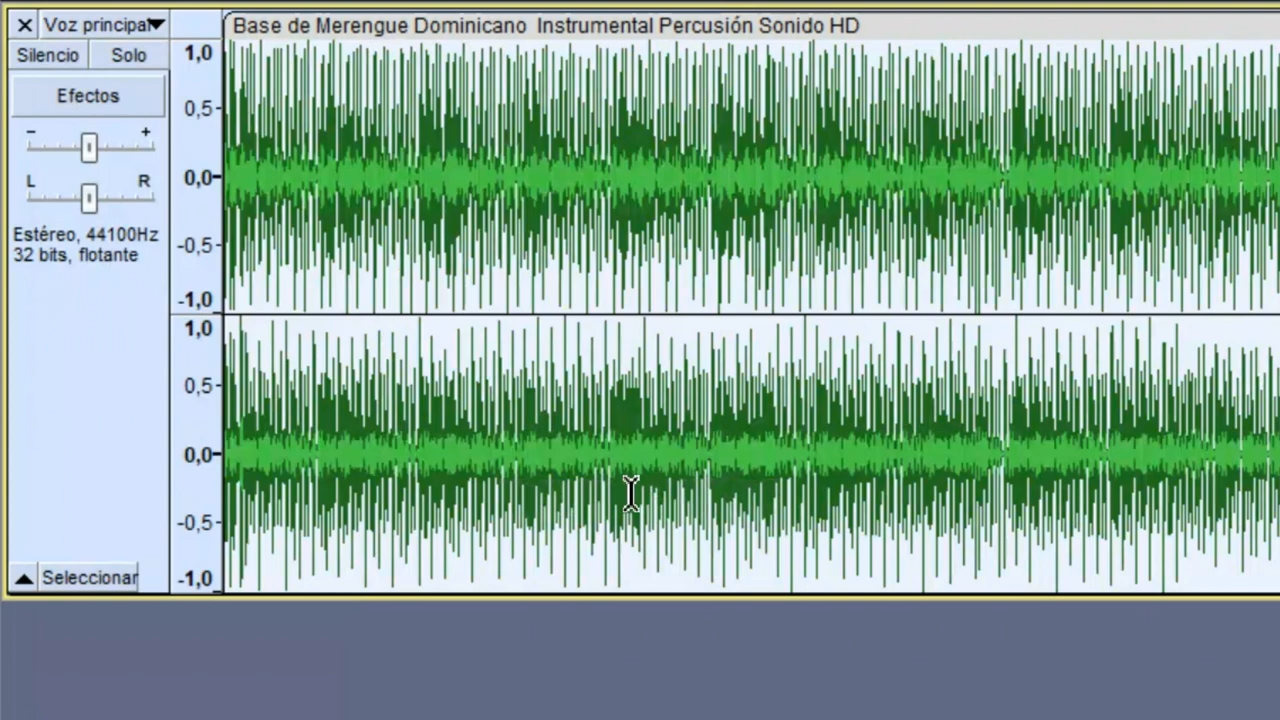 Voz principal
Base de Merengue Dominicano Instrumental Percusión Sonido HD
Silencio
Solo
Efectos
- +
L R
Estéreo, 44100Hz
32 bits, flotante
Seleccionar
1,0
0,5
0,0
-0,5
-1,0
1,0
0,5
0,0
-0,5
-1,0